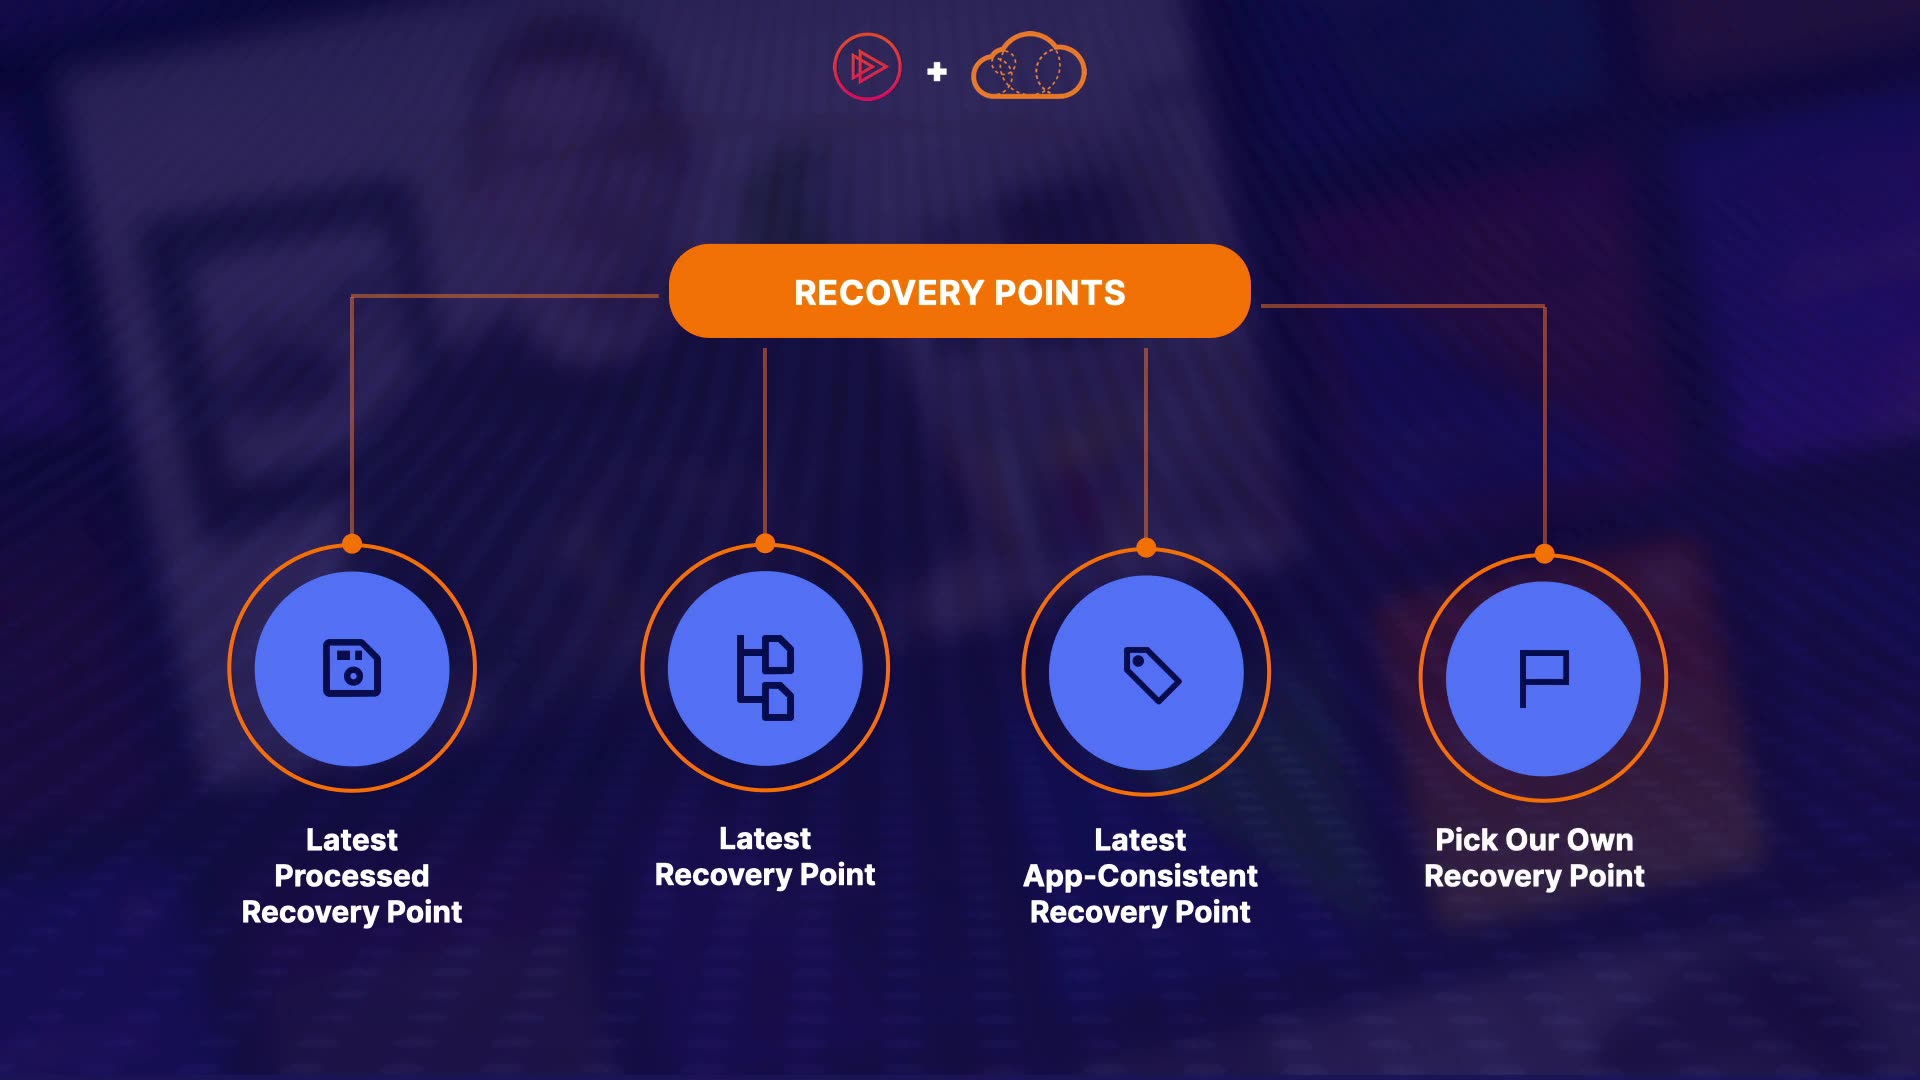 RECOVERY POINTS
Latest
Processed
Recovery Point
Latest
Recovery Point
Latest
App-Consistent
Recovery Point
Pick Our Own
Recovery Point